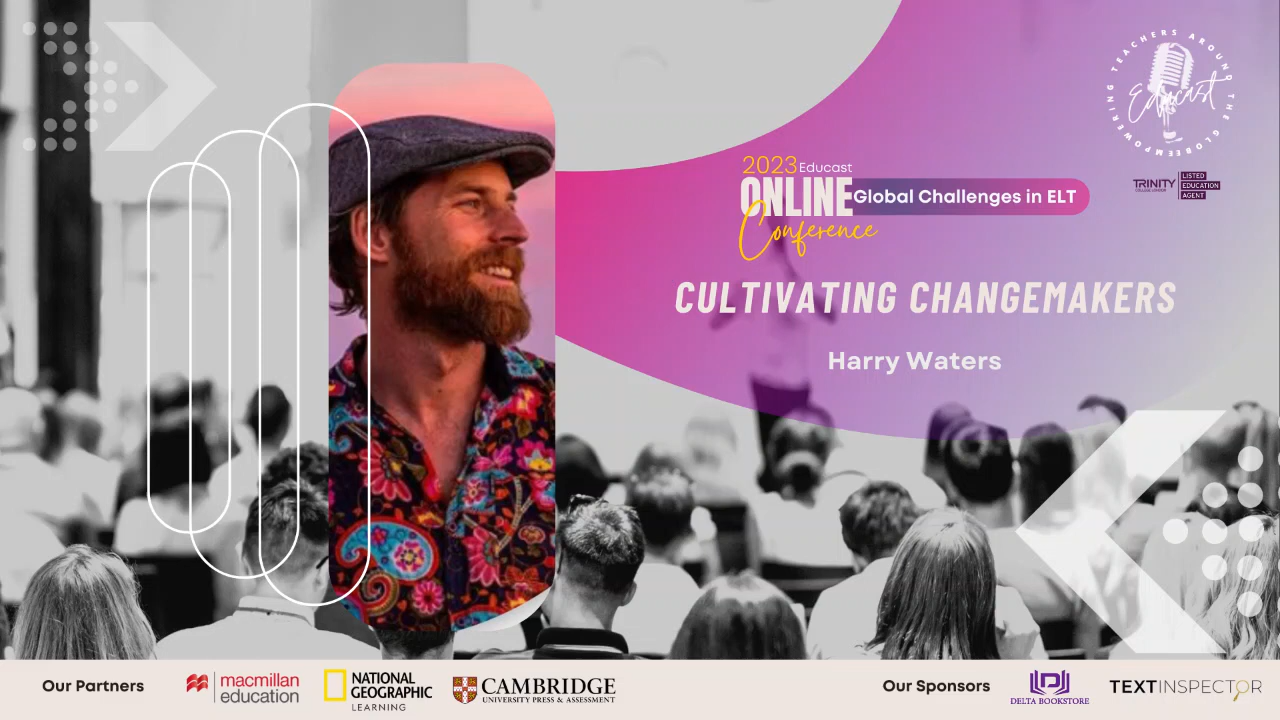 EMPOWERING TEACHERS AROUND THE GLOBE
Educast
2023 Educast
ONLINE
Conference
Global Challenges in ELT
TRINITY
COLLEGE LONDON
LISTED
EDUCATION
AGENT
CULTIVATING CHANGEMAKERS
Harry Waters
Our Partners
macmillan
education
NATIONAL
GEOGRAPHIC
LEARNING
CAMBRIDGE
UNIVERSITY PRESS & ASSESSMENT
Our Sponsors
DELTA BOOKSTORE
TEXTINSPECTOR